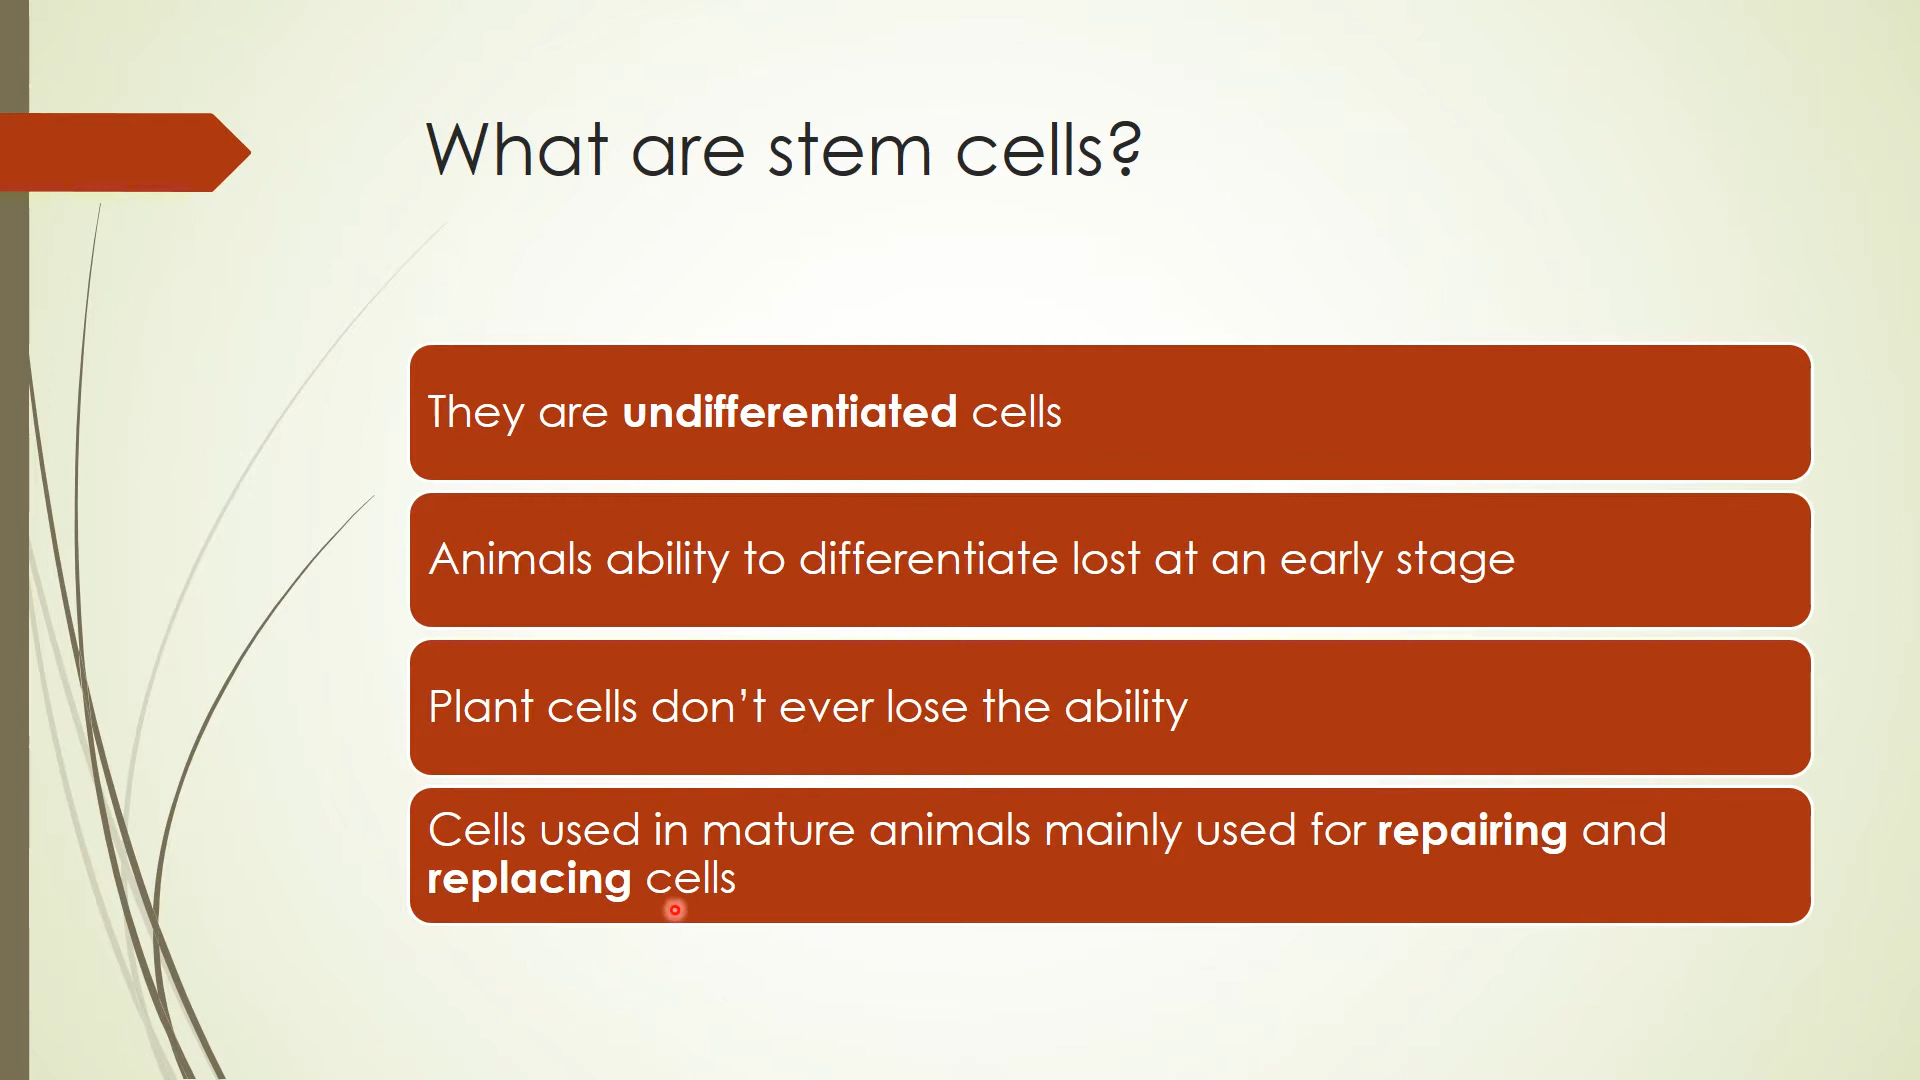 What are stem cells?
They are undifferentiated cells
Animals ability to differentiate lost at an early stage
Plant cells don’t ever lose the ability
Cells used in mature animals mainly used for repairing and
replacing cells